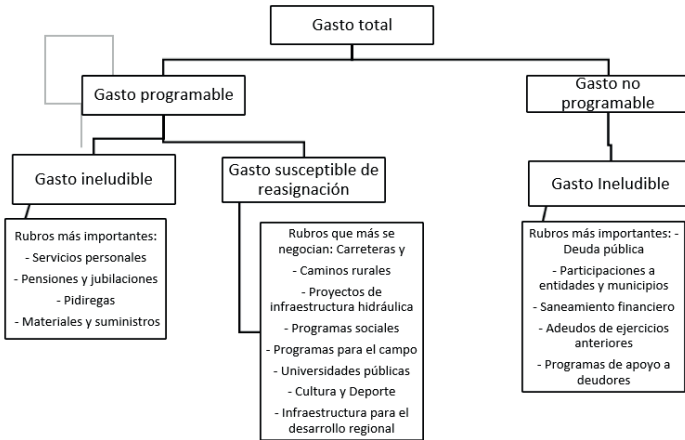 Gasto total
Gasto programable
Gasto no
programable
Gasto ineludible
Gasto susceptible de
reasignación
Gasto Ineludible
Rubros más importantes:
- Servicios personales
- Pensiones y jubilaciones
- Pidiregas
- Materiales y suministros
Rubros que más se
negocian: Carreteras y
- Caminos rurales
- Proyectos de
infraestructura hidráulica
- Programas sociales
- Programas para el campo
- Universidades públicas
- Cultura y Deporte
- Infraestructura para el
desarrollo regional
Rubros más importantes: -
Deuda pública
- Participaciones a
entidades y municipios
- Saneamiento financiero
- Adeudos de ejercicios
anteriores
- Programas de apoyo a
deudores